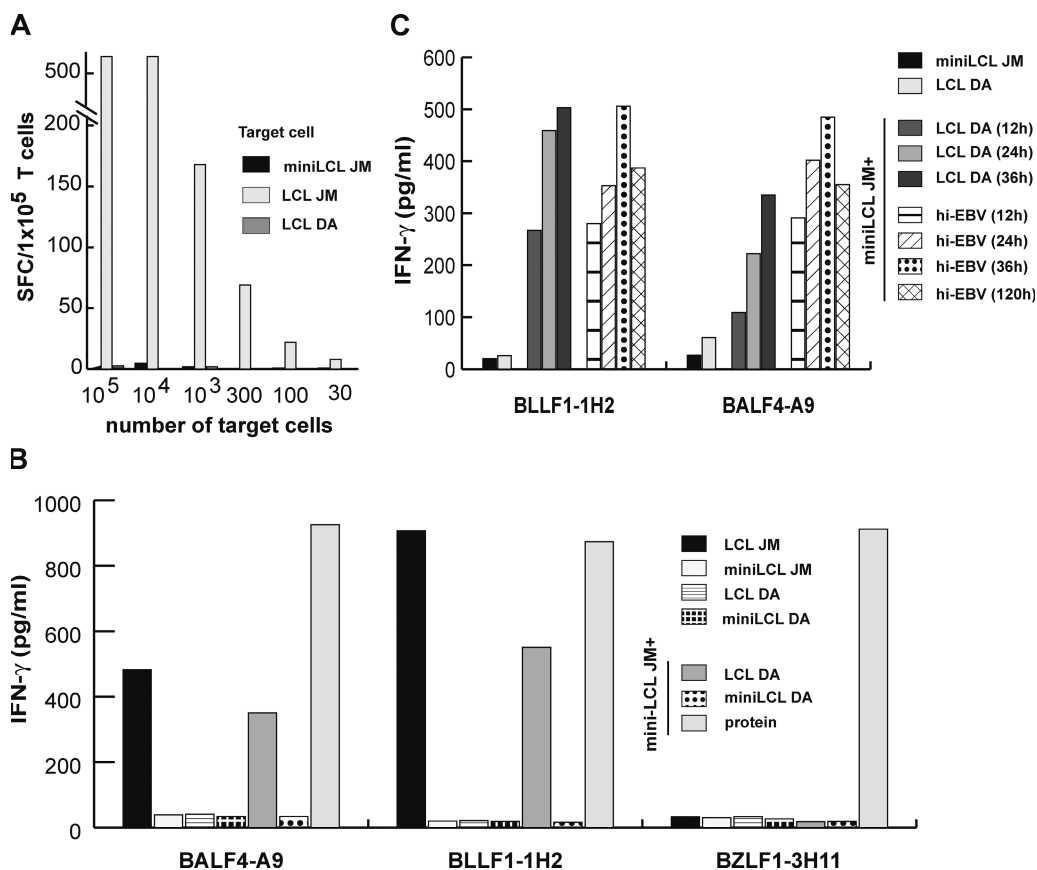 A
SFC/1x10⁵ T cells
500
200
150
100
50
0
10⁵ 10⁴ 10³ 300 100 30
number of target cells
Target cell
miniLCL JM
LCL JM
LCL DA
C
IFN-γ (pg/ml)
600
500
400
300
200
100
0
BLLF1-1H2 BALF4-A9
miniLCL JM
LCL DA
miniLCL JM+
LCL DA (12h)
LCL DA (24h)
LCL DA (36h)
hi-EBV (12h)
hi-EBV (24h)
hi-EBV (36h)
hi-EBV (120h)
B
IFN-γ (pg/ml)
1000
800
600
400
200
0
BALF4-A9 BLLF1-1H2 BZLF1-3H11
LCL JM
miniLCL JM
LCL DA
miniLCL DA
mini-LCL JM+
LCL DA
miniLCL DA
protein